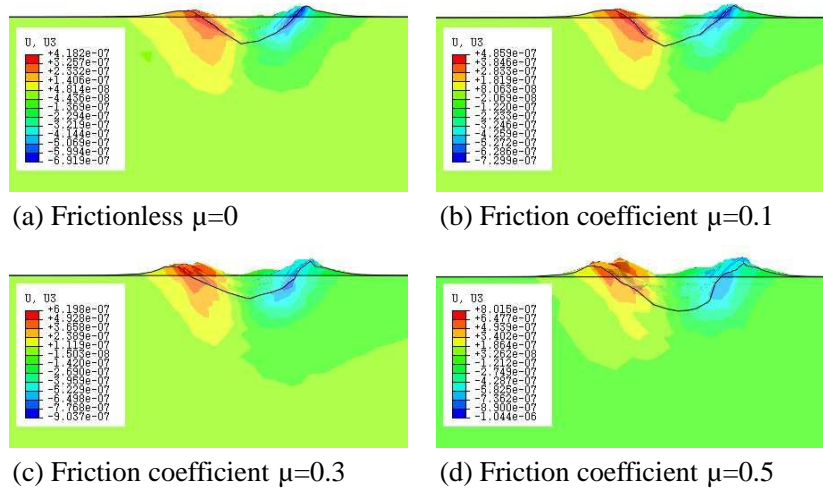 U, U3
+4.182e-07
+3.257e-07
+2.332e-07
+1.406e-07
+4.814e-08
-4.436e-08
-1.369e-07
-2.294e-07
-3.219e-07
-4.144e-07
-5.069e-07
-5.994e-07
-6.919e-07
U, U3
+4.859e-07
+3.846e-07
+2.833e-07
+1.819e-07
+8.063e-08
-2.069e-08
-1.220e-07
-2.233e-07
-3.246e-07
-4.259e-07
-5.272e-07
-6.286e-07
-7.299e-07
(a) Frictionless μ=0
(b) Friction coefficient μ=0.1
U, U3
+6.198e-07
+4.928e-07
+3.658e-07
+2.389e-07
+1.119e-07
-1.503e-08
-1.420e-07
-2.690e-07
-3.959e-07
-5.229e-07
-6.498e-07
-7.768e-07
-9.037e-07
U, U3
+8.015e-07
+6.477e-07
+4.939e-07
+3.402e-07
+1.864e-07
+3.262e-08
-1.212e-07
-2.749e-07
-4.287e-07
-5.825e-07
-7.362e-07
-8.900e-07
-1.044e-06
(c) Friction coefficient μ=0.3
(d) Friction coefficient μ=0.5